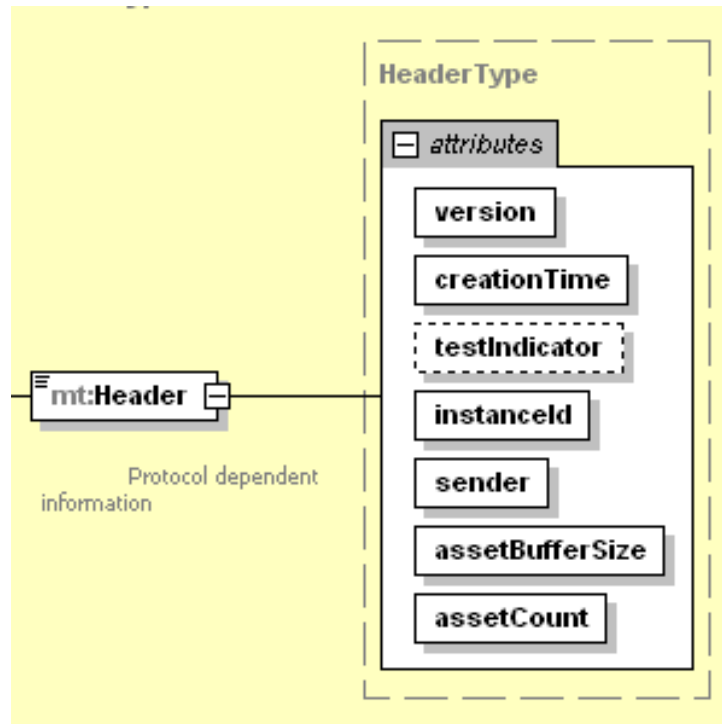 HeaderType
attributes
version
creationTime
testIndicator
mt:Header
instanceId
Protocol dependent
information
sender
assetBufferSize
assetCount